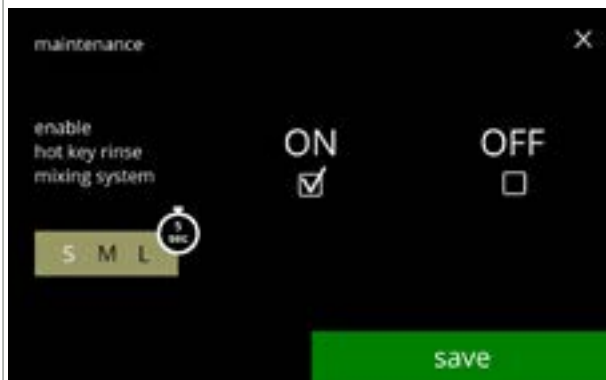 maintenance
X
enable
hot key rinse
mixing system
ON
OFF
5
sec
S M L
save